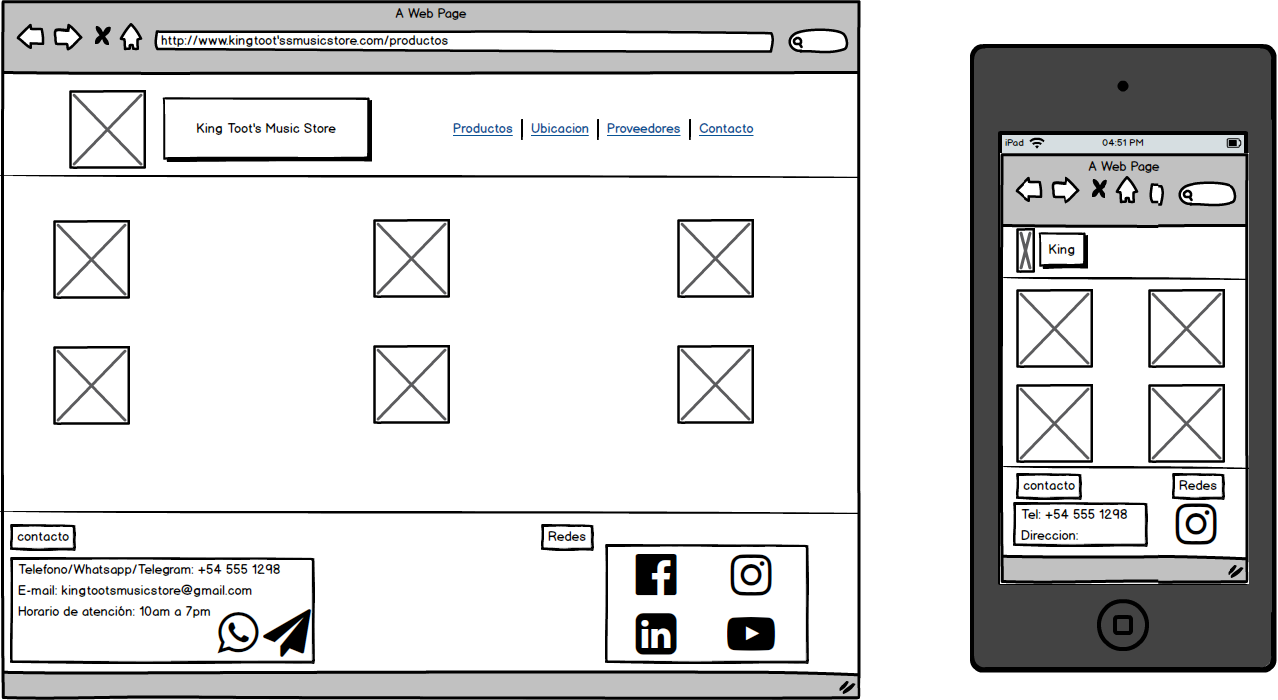 A Web Page
http://www.kingtoot'ssmusicstore.com/productos
King Toot's Music Store
Productos
Ubicacion
Proveedores
Contacto
contacto
Telefono/Whatsapp/Telegram: +54 555 1298
E-mail: kingtootsmusicstore@gmail.com
Horario de atención: 10am a 7pm
Redes
iPad 04:51 PM
A Web Page
King
contacto
Redes
Tel: +54 555 1298
Direccion: